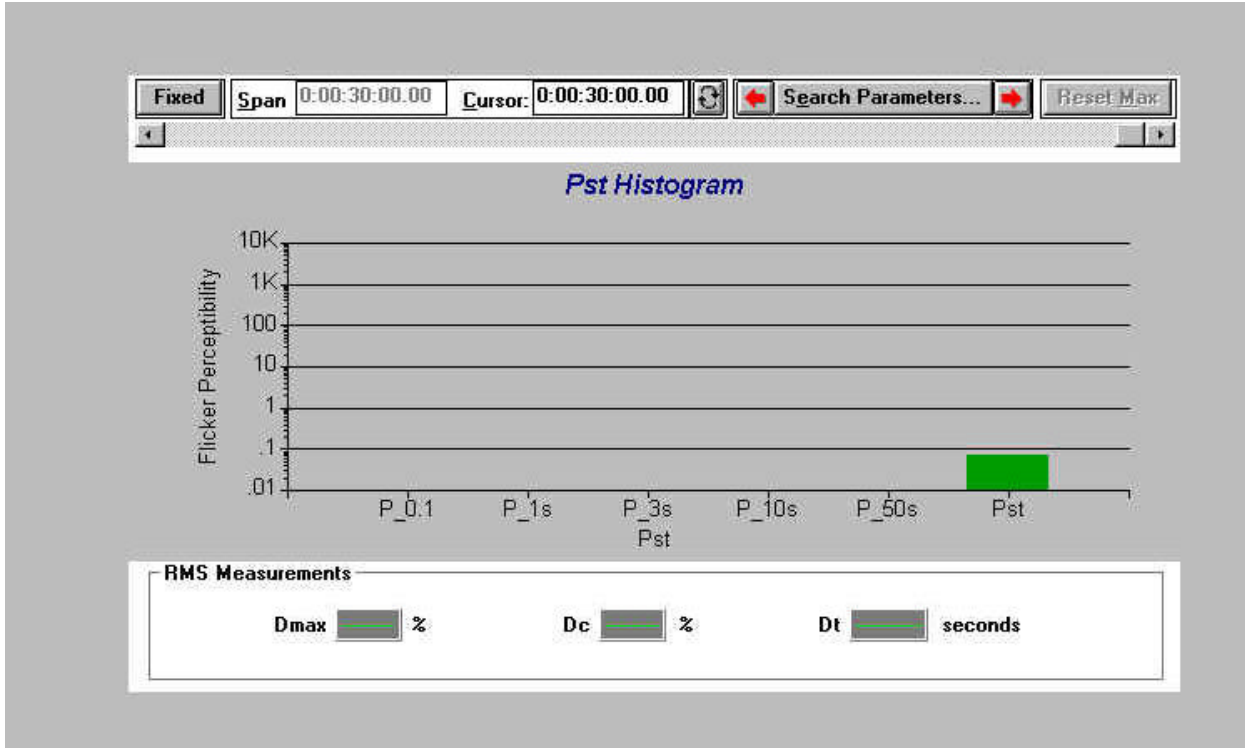 Fixed Span 0:00:30:00.00 Cursor: 0:00:30:00.00 Search Parameters... Reset Max
Pst Histogram
Flicker Perceptibility
10K
1K
100
10
1
.1
.01
P_0.1 P_1s P_3s P_10s P_50s Pst
Pst
RMS Measurements
Dmax % Dc % Dt seconds